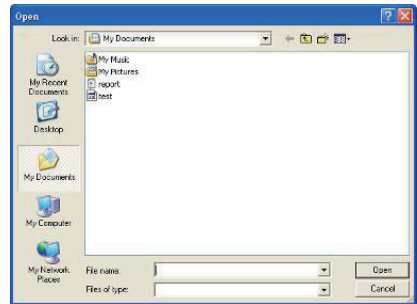 Open
Look in: My Documents
My Recent
Documents
Desktop
My Documents
My Computer
My Network
Places
My Music
My Pictures
report
test
File name: Open
Files of type: Cancel